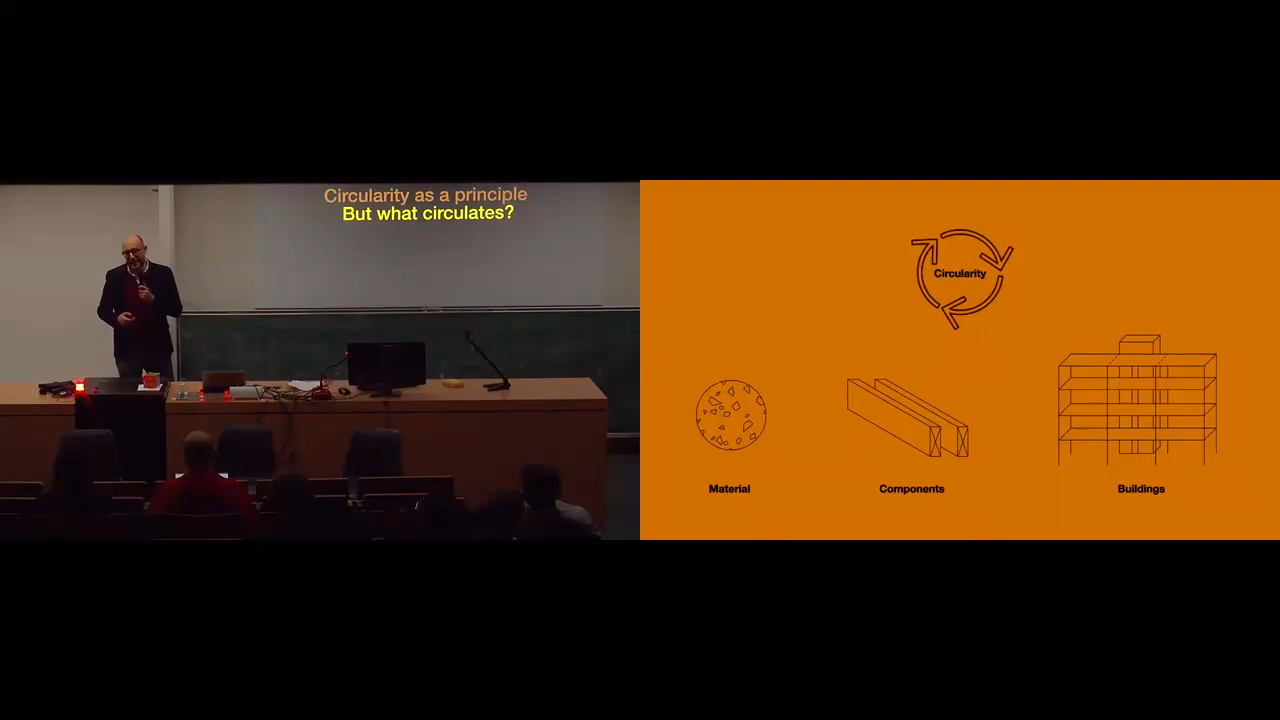 Circularity as a principle
But what circulates?
Circularity
Material
Components
Buildings